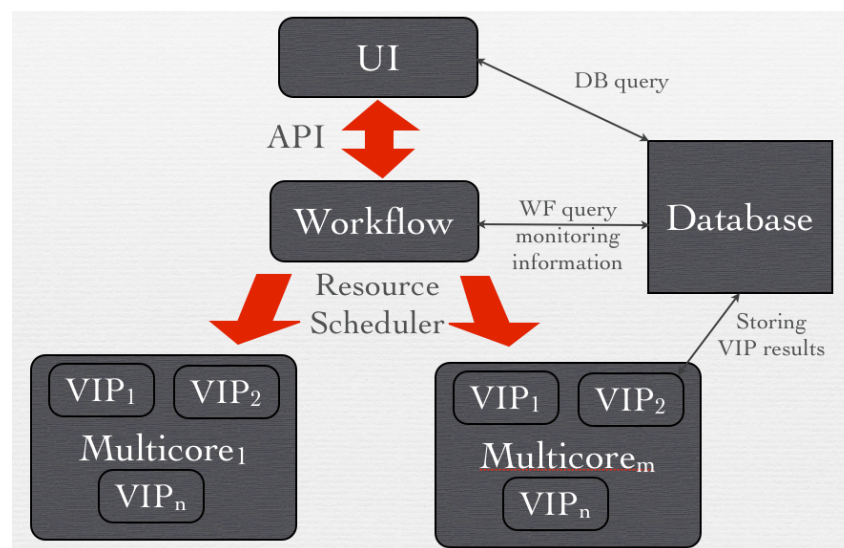 UI
DB query
API
Workflow
WF query
monitoring
information
Database
Resource
Scheduler
Storing
VIP results
VIP₁
VIP₂
Multicore₁
VIPₙ
VIP₁
VIP₂
Multicoreₘ
VIPₙ